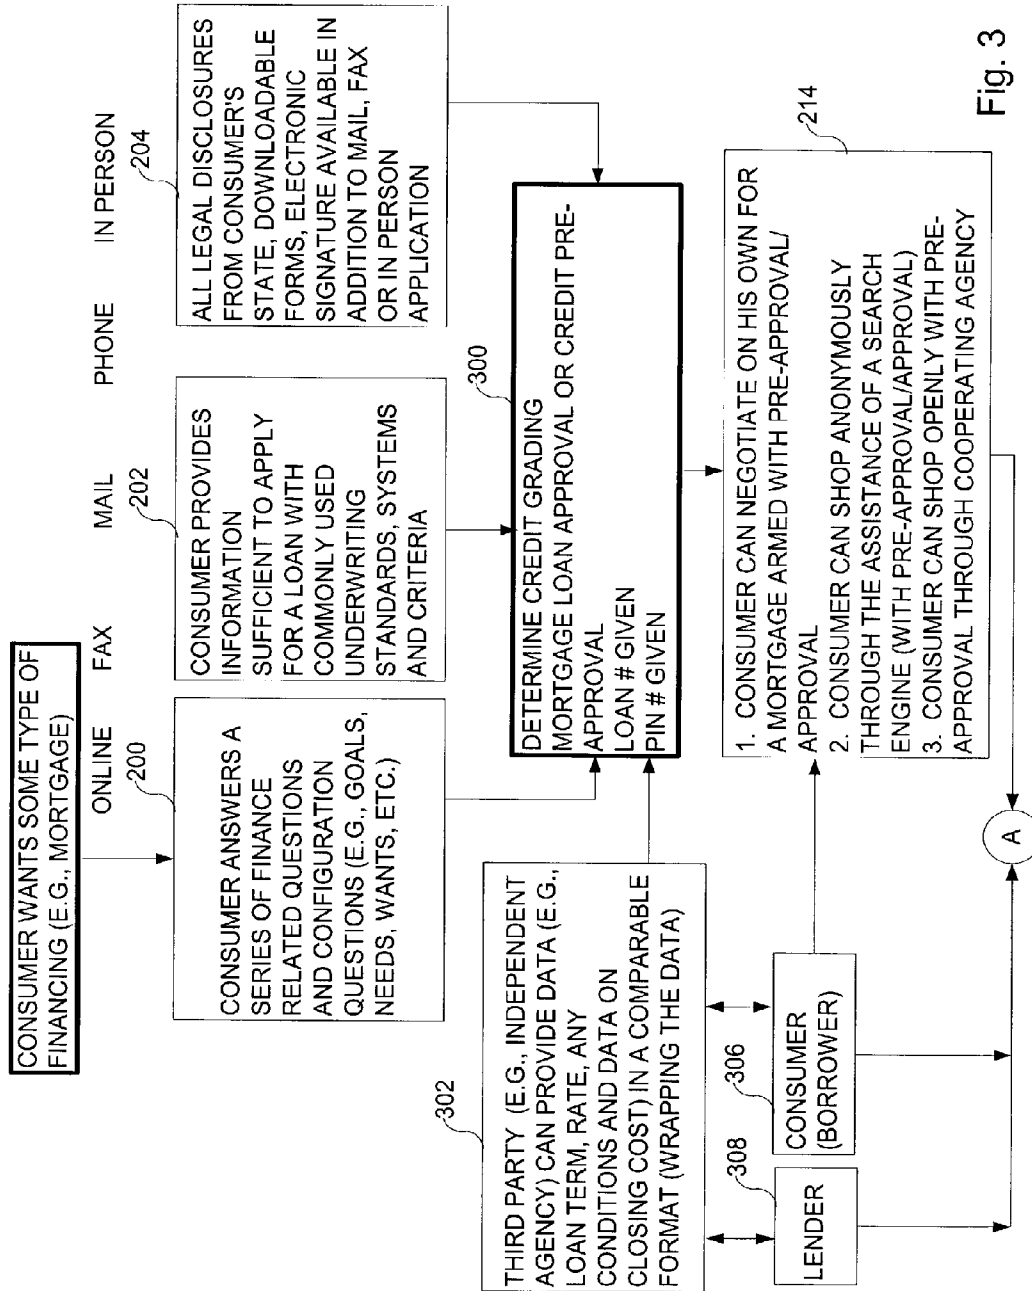 CONSUMER WANTS SOME TYPE OF
FINANCING (E.G., MORTGAGE)
ONLINE FAX MAIL PHONE IN PERSON
200
CONSUMER ANSWERS A
SERIES OF FINANCE
RELATED QUESTIONS
AND CONFIGURATION
QUESTIONS (E.G., GOALS,
NEEDS, WANTS, ETC.)
202
CONSUMER PROVIDES
INFORMATION
SUFFICIENT TO APPLY
FOR A LOAN WITH
COMMONLY USED
UNDERWRITING
STANDARDS, SYSTEMS
AND CRITERIA
204
ALL LEGAL DISCLOSURES
FROM CONSUMER'S
STATE, DOWNLOADABLE
FORMS, ELECTRONIC
SIGNATURE AVAILABLE IN
ADDITION TO MAIL, FAX
OR IN PERSON
APPLICATION
302
THIRD PARTY (E.G., INDEPENDENT
AGENCY) CAN PROVIDE DATA (E.G.,
LOAN TERM, RATE, ANY
CONDITIONS AND DATA ON
CLOSING COST) IN A COMPARABLE
FORMAT (WRAPPING THE DATA)
300
DETERMINE CREDIT GRADING
MORTGAGE LOAN APPROVAL OR CREDIT PRE-
APPROVAL
LOAN # GIVEN
PIN # GIVEN
308
LENDER
306
CONSUMER
(BORROWER)
214
1. CONSUMER CAN NEGOTIATE ON HIS OWN FOR
A MORTGAGE ARMED WITH PRE-APPROVAL/
APPROVAL
2. CONSUMER CAN SHOP ANONYMOUSLY
THROUGH THE ASSISTANCE OF A SEARCH
ENGINE (WITH PRE-APPROVAL/APPROVAL)
3. CONSUMER CAN SHOP OPENLY WITH PRE-
APPROVAL THROUGH COOPERATING AGENCY
A
Fig. 3